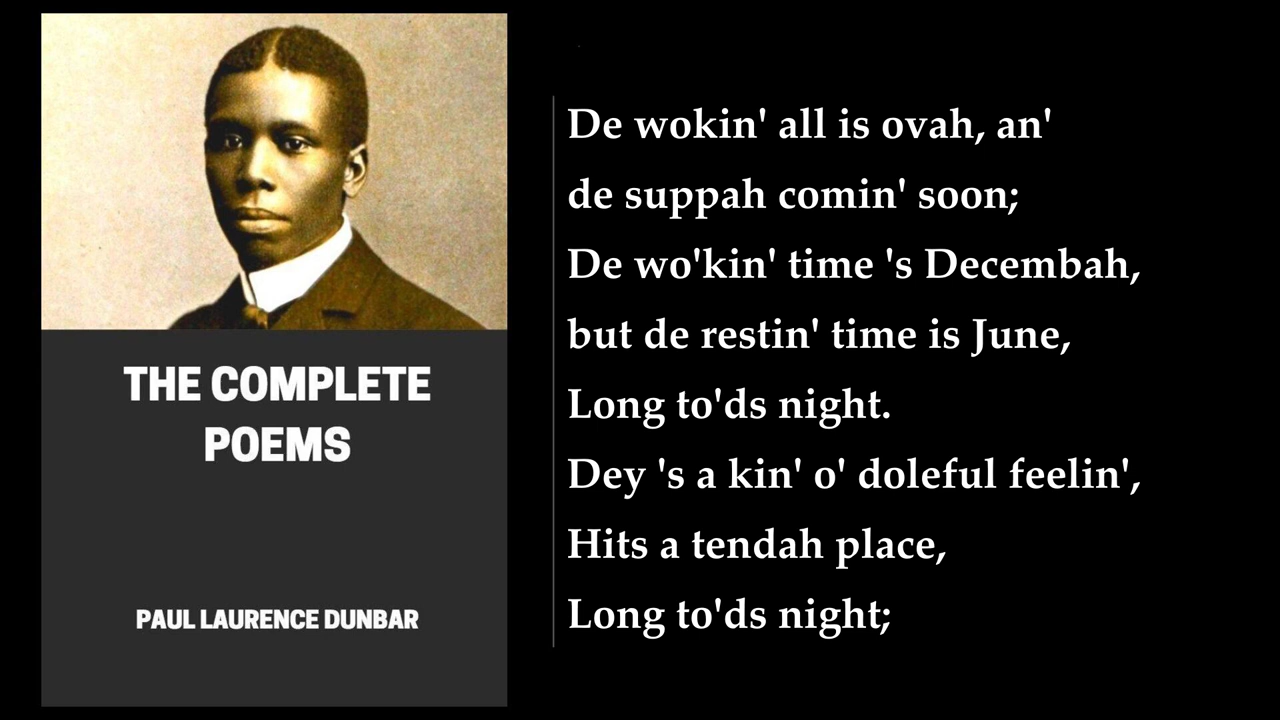 THE COMPLETE
POEMS
PAUL LAURENCE DUNBAR
De wokin' all is ovah, an'
de suppah comin' soon;
De wo'kin' time 's Decembah,
but de restin' time is June,
Long to'ds night.
Dey 's a kin' o' doleful feelin',
Hits a tendah place,
Long to'ds night;